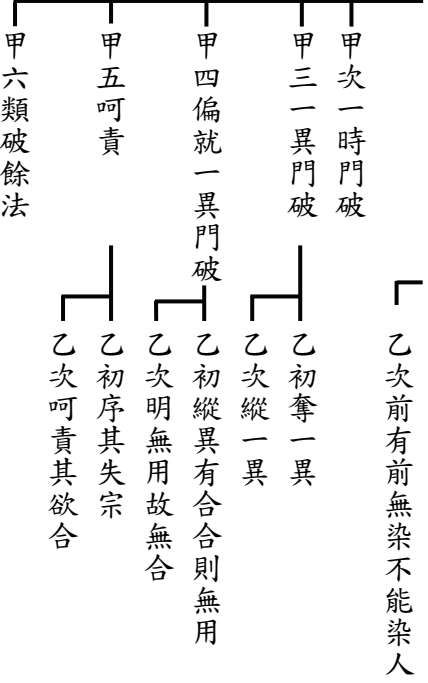 乙次前有前無染不能染人
甲次一時門破
甲三一異門破
乙初奪一異
乙次縱一異
甲四偏就一異門破
乙初縱異有合合則無用
乙次明無用故無合
甲五呵責
乙初序其失宗
乙次呵責其欲合
甲六類破餘法